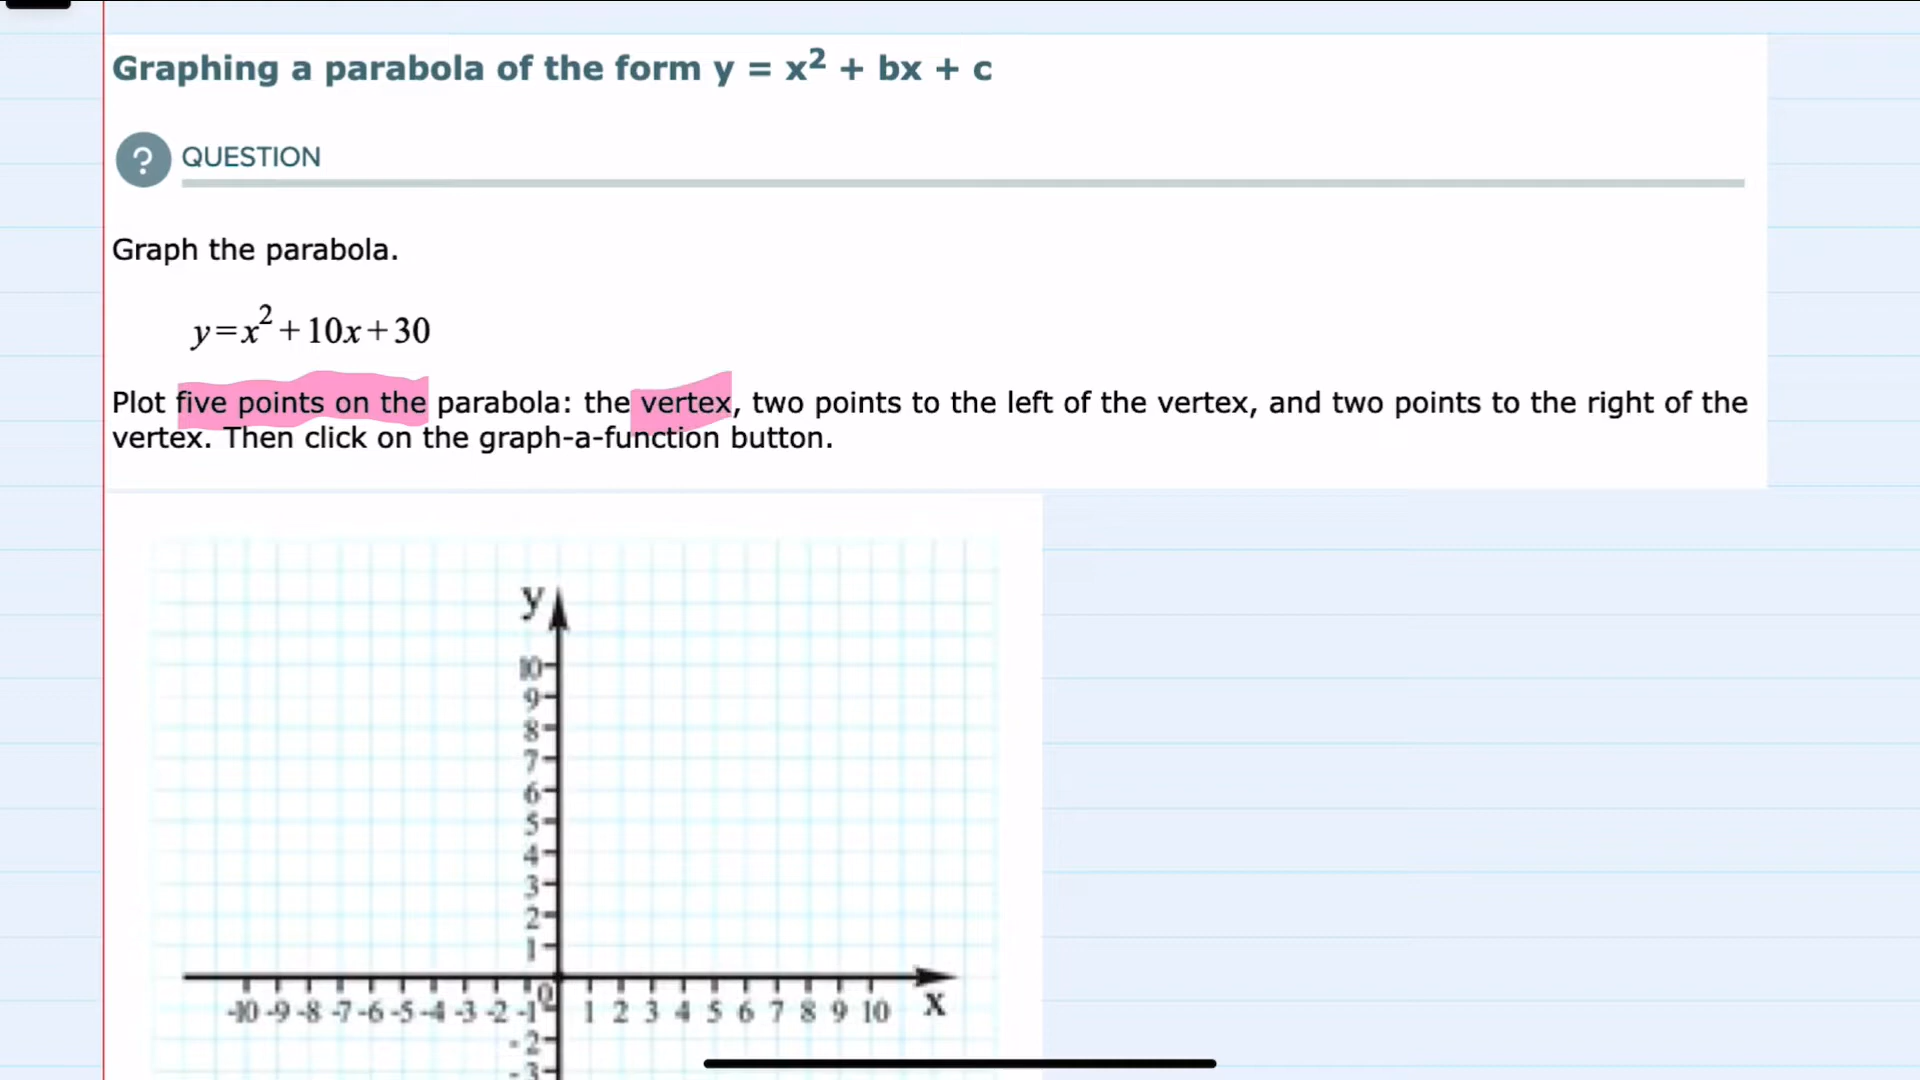 Graphing a parabola of the form y = x² + bx + c
? QUESTION
Graph the parabola.
y=x²+10x+30
Plot five points on the parabola: the vertex, two points to the left of the vertex, and two points to the right of the
vertex. Then click on the graph-a-function button.
y
10
9
8
7
6
5
4
3
2
1
-10 -9 -8 -7 -6 -5 -4 -3 -2 -1 0 1 2 3 4 5 6 7 8 9 10 x
-2
-3